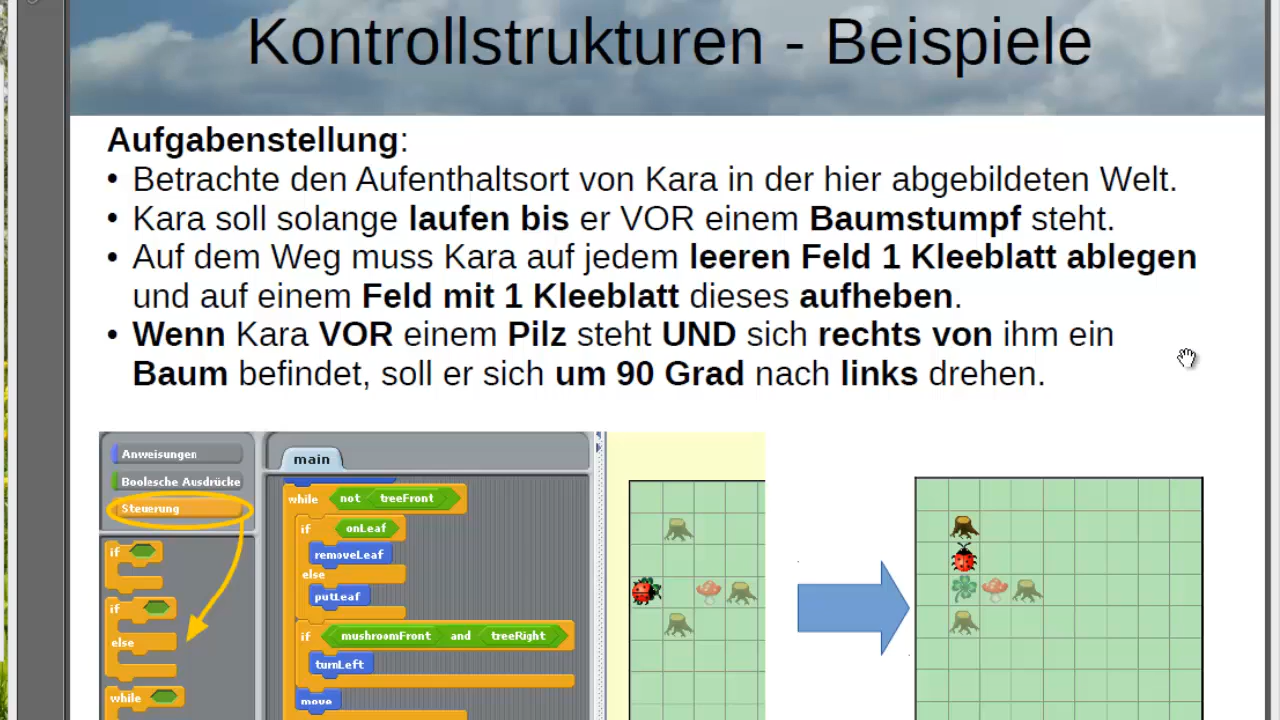 Kontrollstrukturen - Beispiele
Aufgabenstellung:
• Betrachte den Aufenthaltsort von Kara in der hier abgebildeten Welt.
• Kara soll solange laufen bis er VOR einem Baumstumpf steht.
• Auf dem Weg muss Kara auf jedem leeren Feld 1 Kleeblatt ablegen
und auf einem Feld mit 1 Kleeblatt dieses aufheben.
• Wenn Kara VOR einem Pilz steht UND sich rechts von ihm ein
Baum befindet, soll er sich um 90 Grad nach links drehen.
Anweisungen
Boolesche Ausdrücke
Steuerung
if
if
else
while
main
while not treeFront
if onLeaf
removeLeaf
else
putLeaf
if mushroomFront and treeRight
turnLeft
move